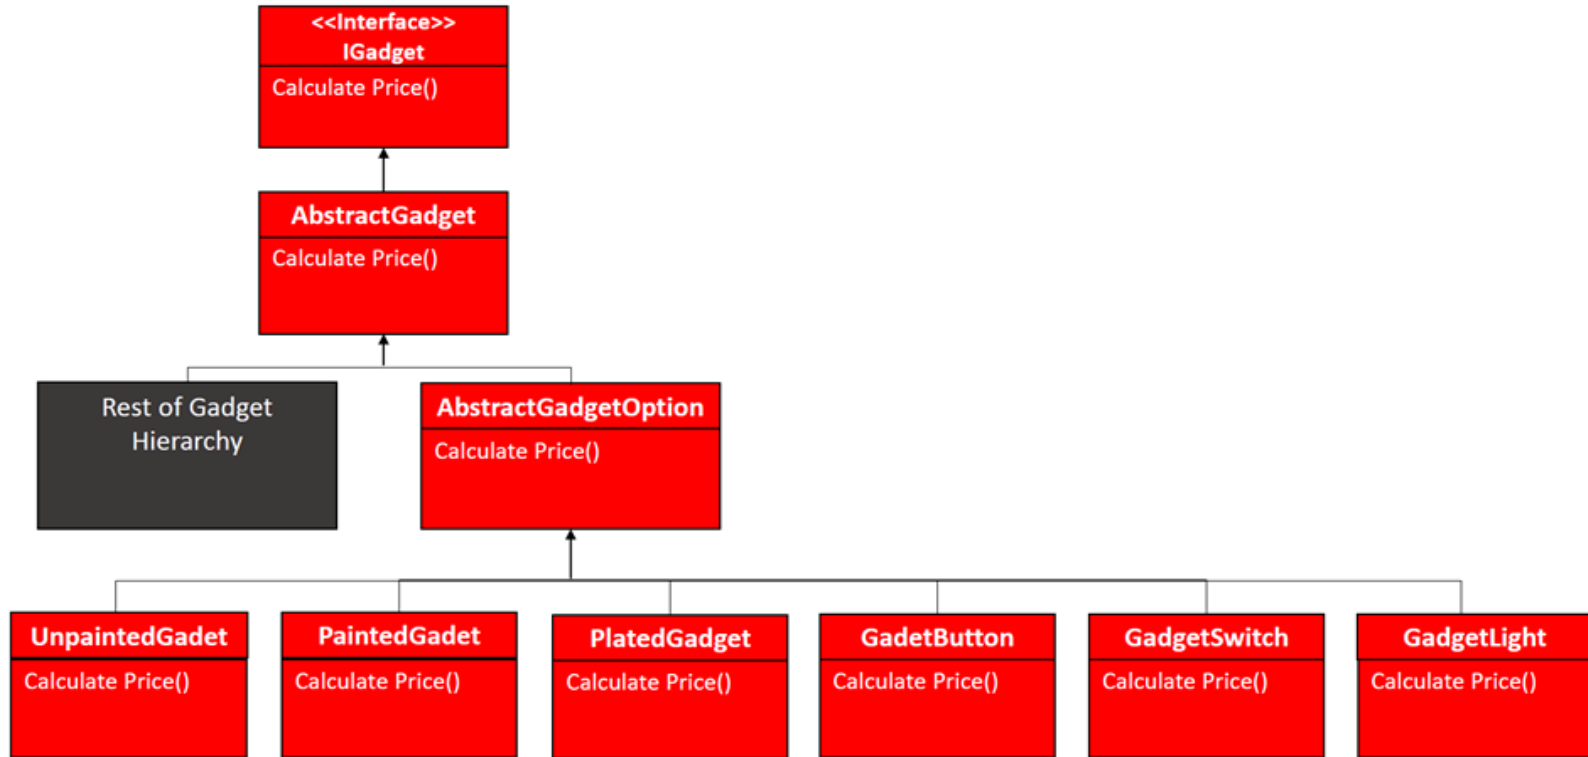 <<Interface>>
IGadget
Calculate Price()
AbstractGadget
Calculate Price()
Rest of Gadget
Hierarchy
AbstractGadgetOption
Calculate Price()
UnpaintedGadet
Calculate Price()
PaintedGadet
Calculate Price()
PlatedGadget
Calculate Price()
GadetButton
Calculate Price()
GadgetSwitch
Calculate Price()
GadgetLight
Calculate Price()